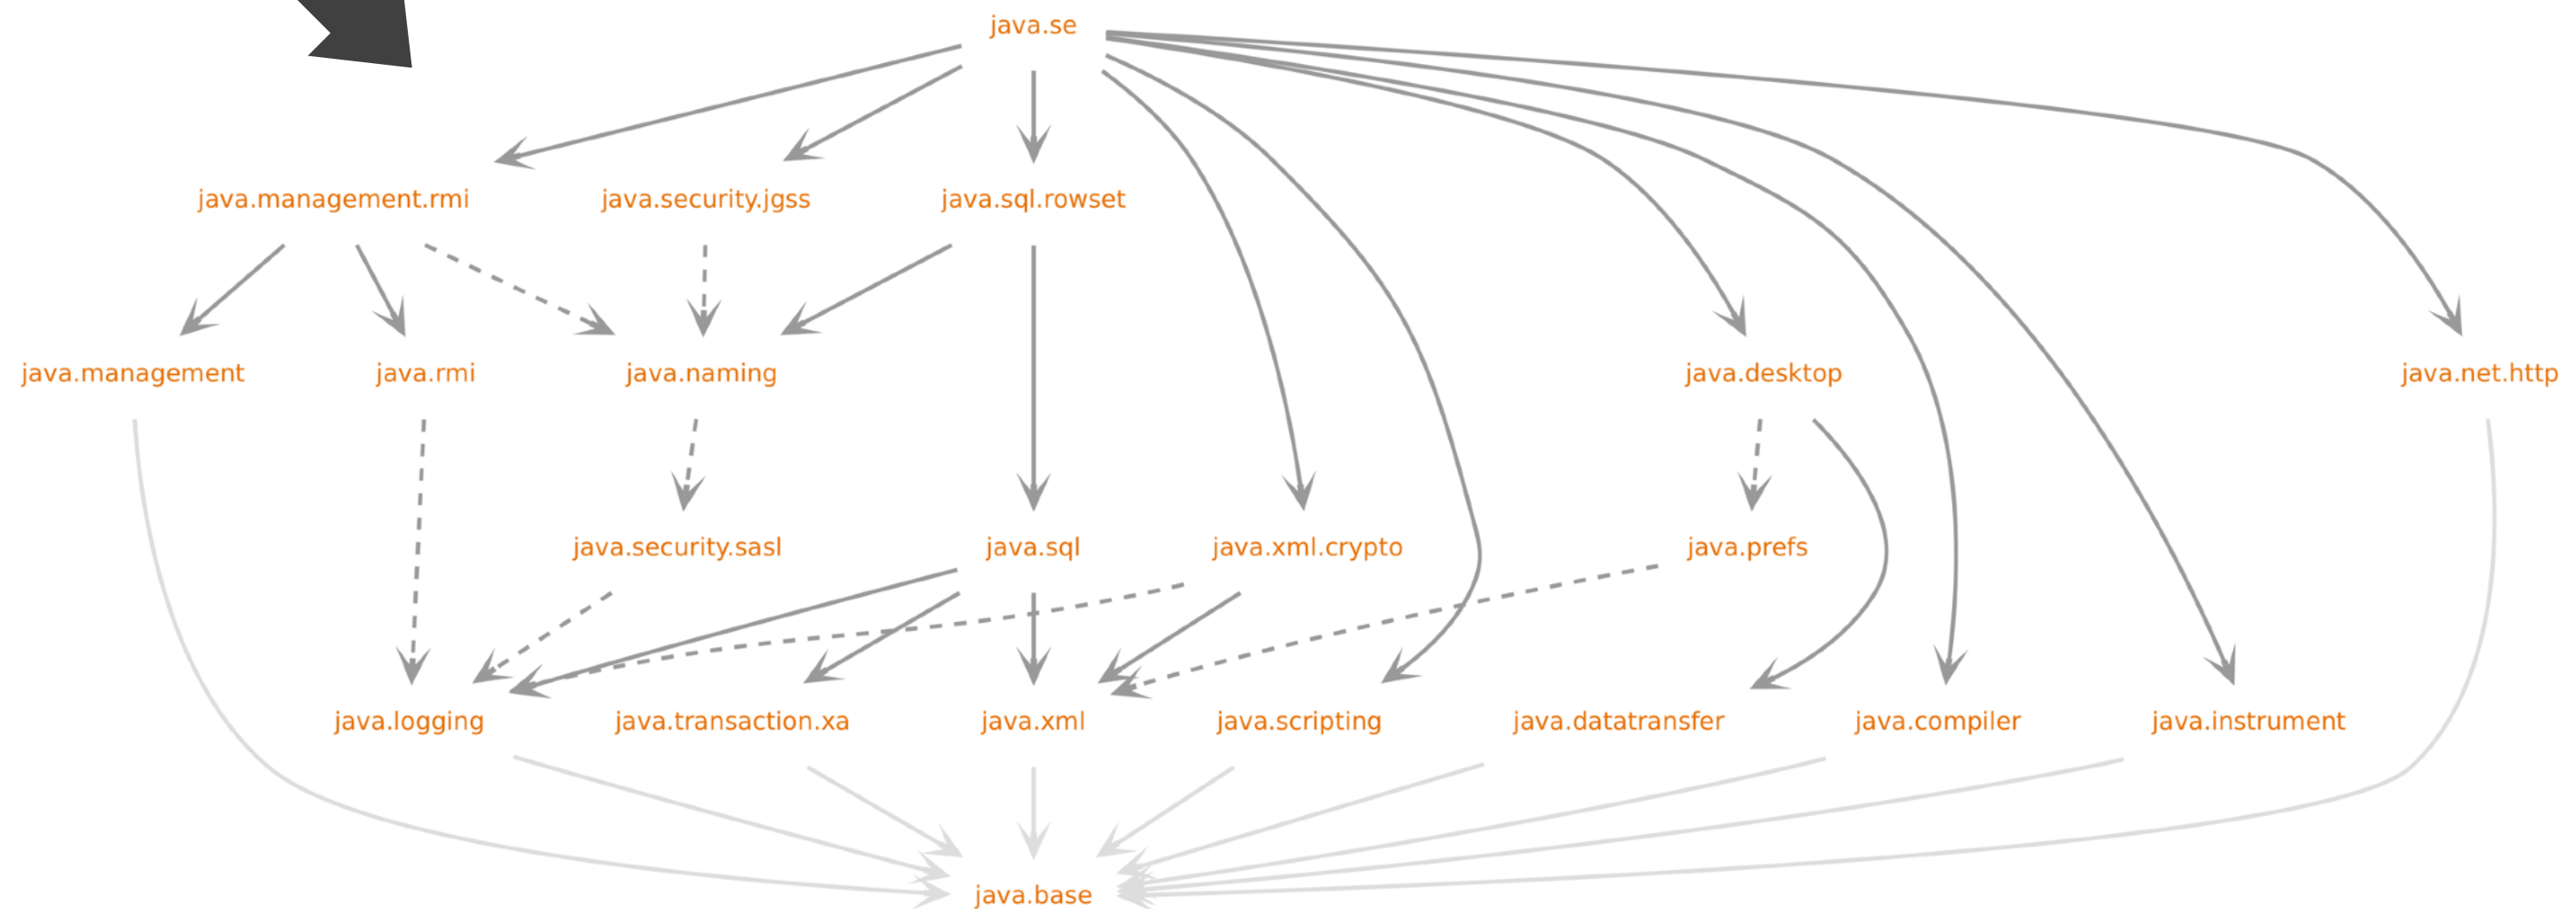 java.se
java.management.rmi java.security.jgss java.sql.rowset
java.management java.rmi java.naming java.desktop java.net.http
java.security.sasl java.sql java.xml.crypto java.prefs
java.logging java.transaction.xa java.xml java.scripting java.datatransfer java.compiler java.instrument
java.base